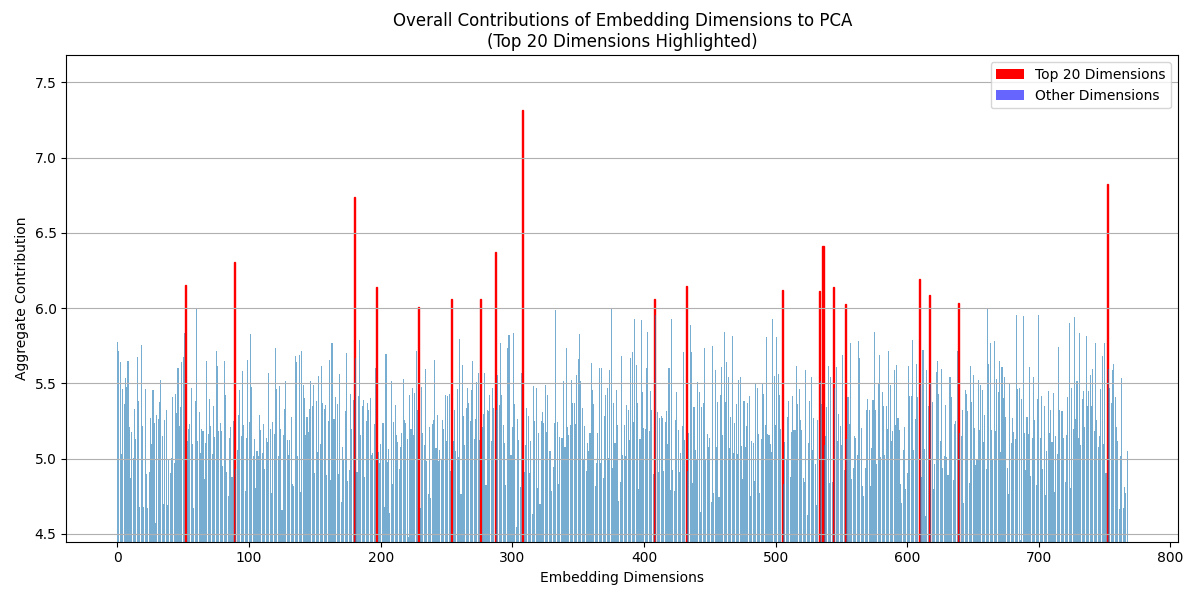 Overall Contributions of Embedding Dimensions to PCA
(Top 20 Dimensions Highlighted)
Top 20 Dimensions
Other Dimensions
7.5
7.0
6.5
6.0
5.5
5.0
4.5
Aggregate Contribution
0 100 200 300 400 500 600 700 800
Embedding Dimensions